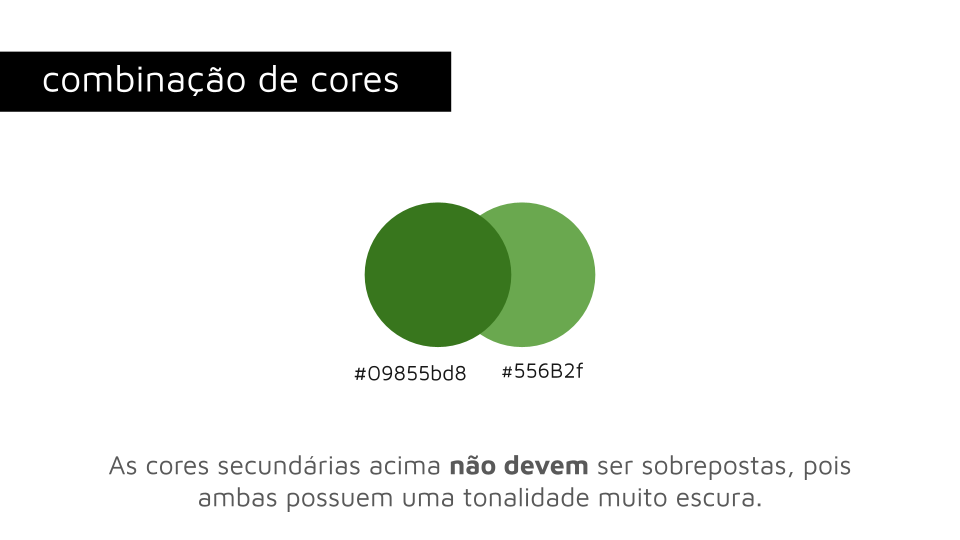 combinação de cores
#09855bd8
#556B2f
As cores secundárias acima não devem ser sobrepostas, pois
ambas possuem uma tonalidade muito escura.